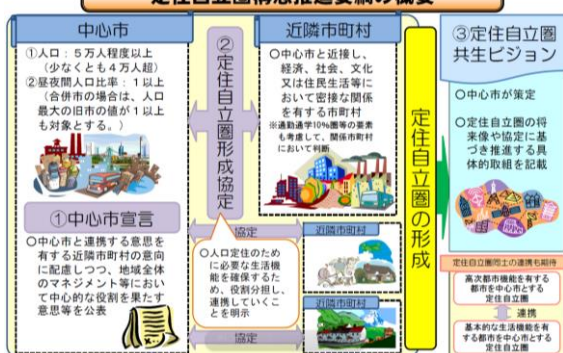 定住自立圏構想推進要綱の概要
中心市
①人口：５万人程度以上
（少なくとも４万人超）
②昼夜間人口比率：１以上
（合併市の場合は、人口
最大の旧市の値が１以上
も対象とする。）
①中心市宣言
○中心市と連携する意思を
有する近隣市町村の意向
に配慮しつつ、地域全体
のマネジメント等におい
て中心的な役割を果たす
意思等を公表
②定住自立圏形成協定
協定
○人口定住のため
に必要な生活機
能を確保するた
め、役割分担し、
連携していくこ
とを明示
協定
近隣市町村
○中心市と近接し、
経済、社会、文化
又は住民生活等に
おいて密接な関係
を有する市町村
※通勤通学10％圏等の要素
も考慮して、関係市町村
において判断
近隣市町村
近隣市町村
定住自立圏の形成
③定住自立圏
共生ビジョン
○中心市が策定
○定住自立圏の将
来像や協定に基
づき推進する具
体的取組を記載
定住自立圏同士の連携も期待
高次都市機能を有する
都市を中心市とする
定住自立圏
連携
基本的な生活機能を有
する都市を中心市とする
定住自立圏